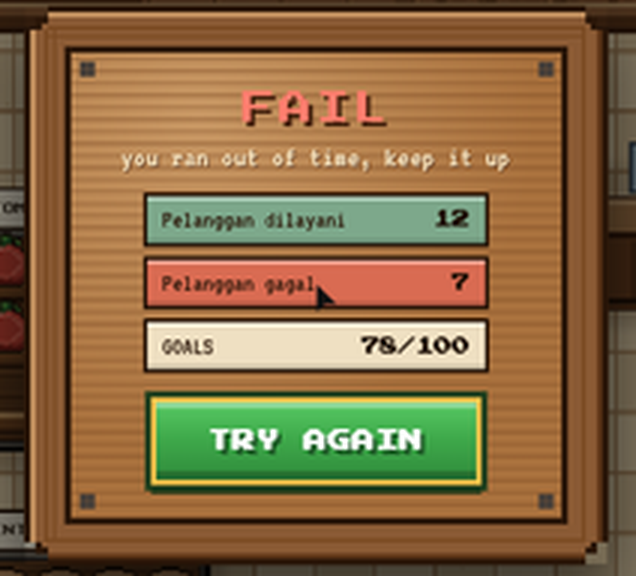 FAIL
you ran out of time, keep it up
Pelanggan dilayani 12
Pelanggan gagal 7
GOALS 78/100
TRY AGAIN